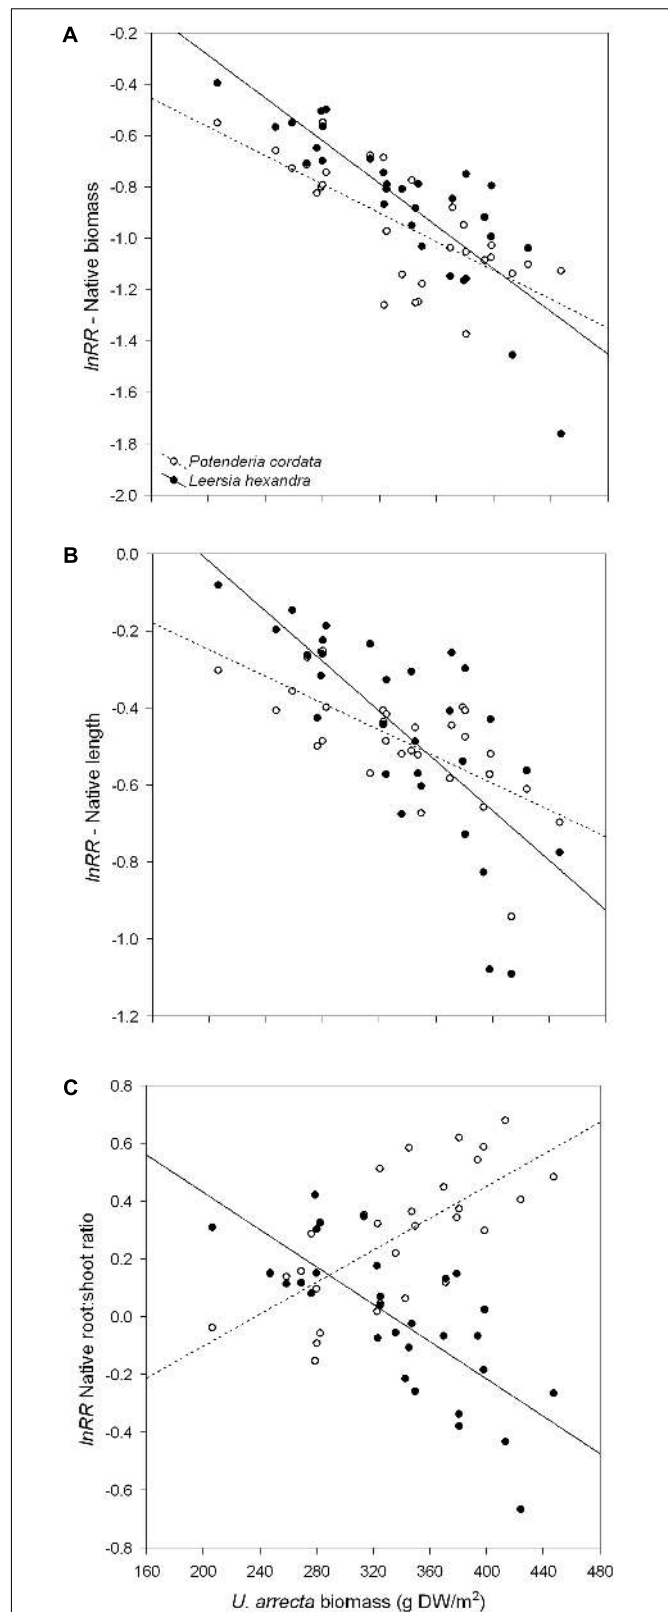 A
-0.2
-0.4
-0.6
-0.8
-1.0
-1.2
-1.4
-1.6
-1.8
-2.0
lnRR - Native biomass
Potenderia cordata
Leersia hexandra
B
0.0
-0.2
-0.4
-0.6
-0.8
-1.0
-1.2
lnRR - Native length
C
0.8
0.6
0.4
0.2
0.0
-0.2
-0.4
-0.6
-0.8
lnRR Native root:shoot ratio
160 200 240 280 320 360 400 440 480
U. arrecta biomass (g DW/m²)